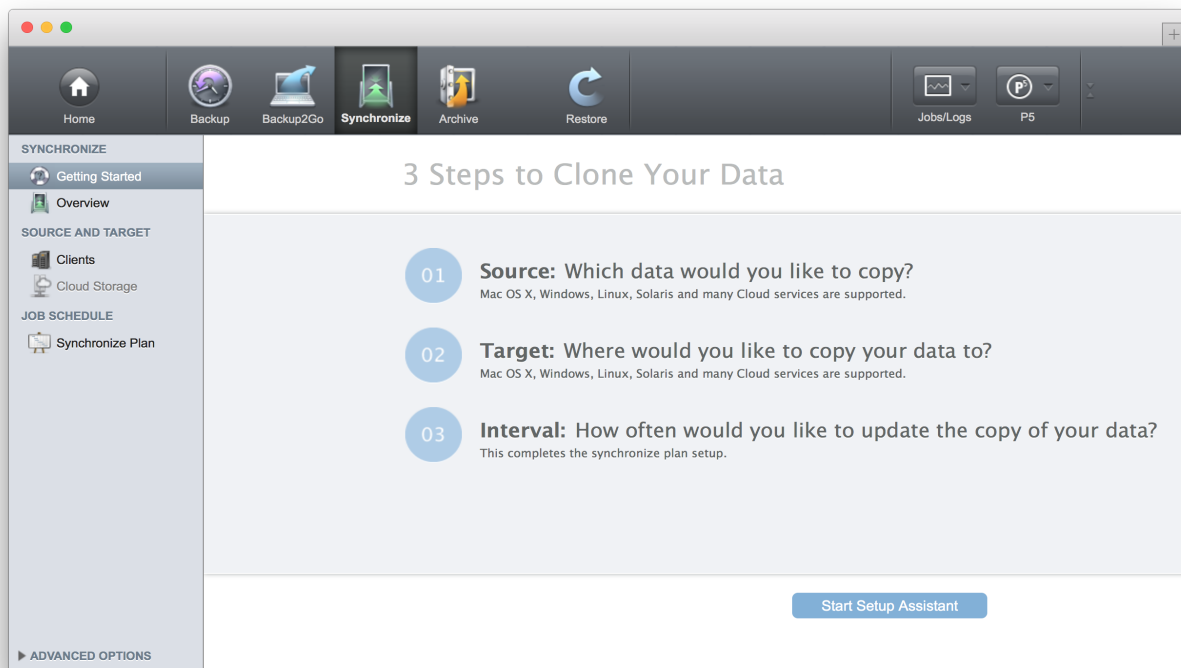 Home
Backup
Backup2Go
Synchronize
Archive
Restore
Jobs/Logs
P5
P5
SYNCHRONIZE
Getting Started
Overview
SOURCE AND TARGET
Clients
Cloud Storage
JOB SCHEDULE
Synchronize Plan
ADVANCED OPTIONS
3 Steps to Clone Your Data
01
Source: Which data would you like to copy?
Mac OS X, Windows, Linux, Solaris and many Cloud services are supported.
02
Target: Where would you like to copy your data to?
Mac OS X, Windows, Linux, Solaris and many Cloud services are supported.
03
Interval: How often would you like to update the copy of your data?
This completes the synchronize plan setup.
Start Setup Assistant